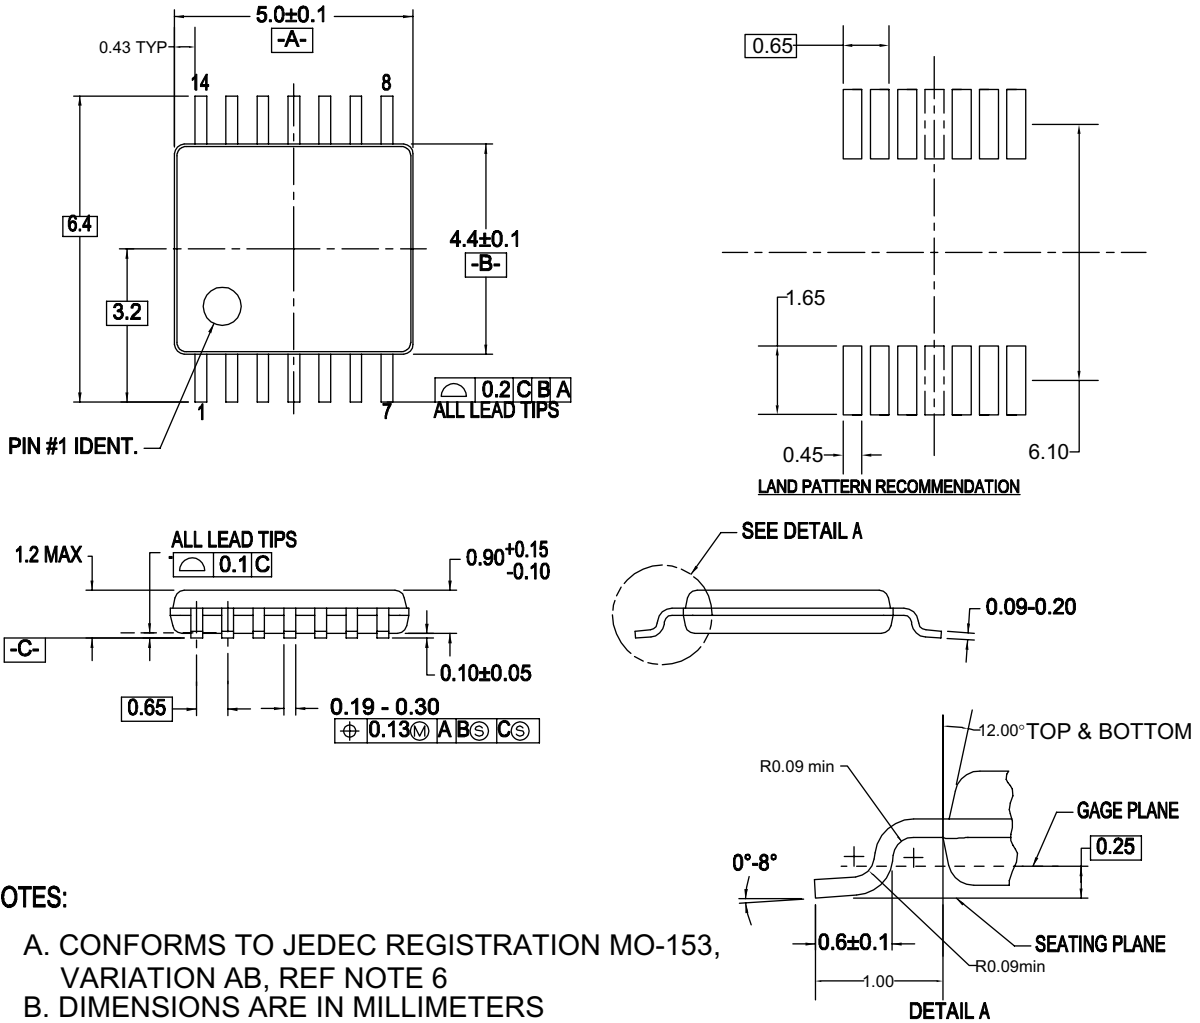 5.0±0.1
-A-
0.43 TYP
14
8
6.4
3.2
4.4±0.1
-B-
1
7
0.2 C B A
ALL LEAD TIPS
PIN #1 IDENT.
0.65
1.65
0.45
6.10
LAND PATTERN RECOMMENDATION
1.2 MAX
ALL LEAD TIPS
0.1 C
0.90 +0.15
-0.10
-C-
0.10±0.05
0.65
0.19 - 0.30
⌖ 0.13Ⓜ A BⓈ CⓈ
SEE DETAIL A
0.09-0.20
12.00° TOP & BOTTOM
R0.09 min
GAGE PLANE
0.25
0°-8°
0.6±0.1
SEATING PLANE
R0.09min
1.00
DETAIL A
OTES:
A. CONFORMS TO JEDEC REGISTRATION MO-153,
VARIATION AB, REF NOTE 6
B. DIMENSIONS ARE IN MILLIMETERS